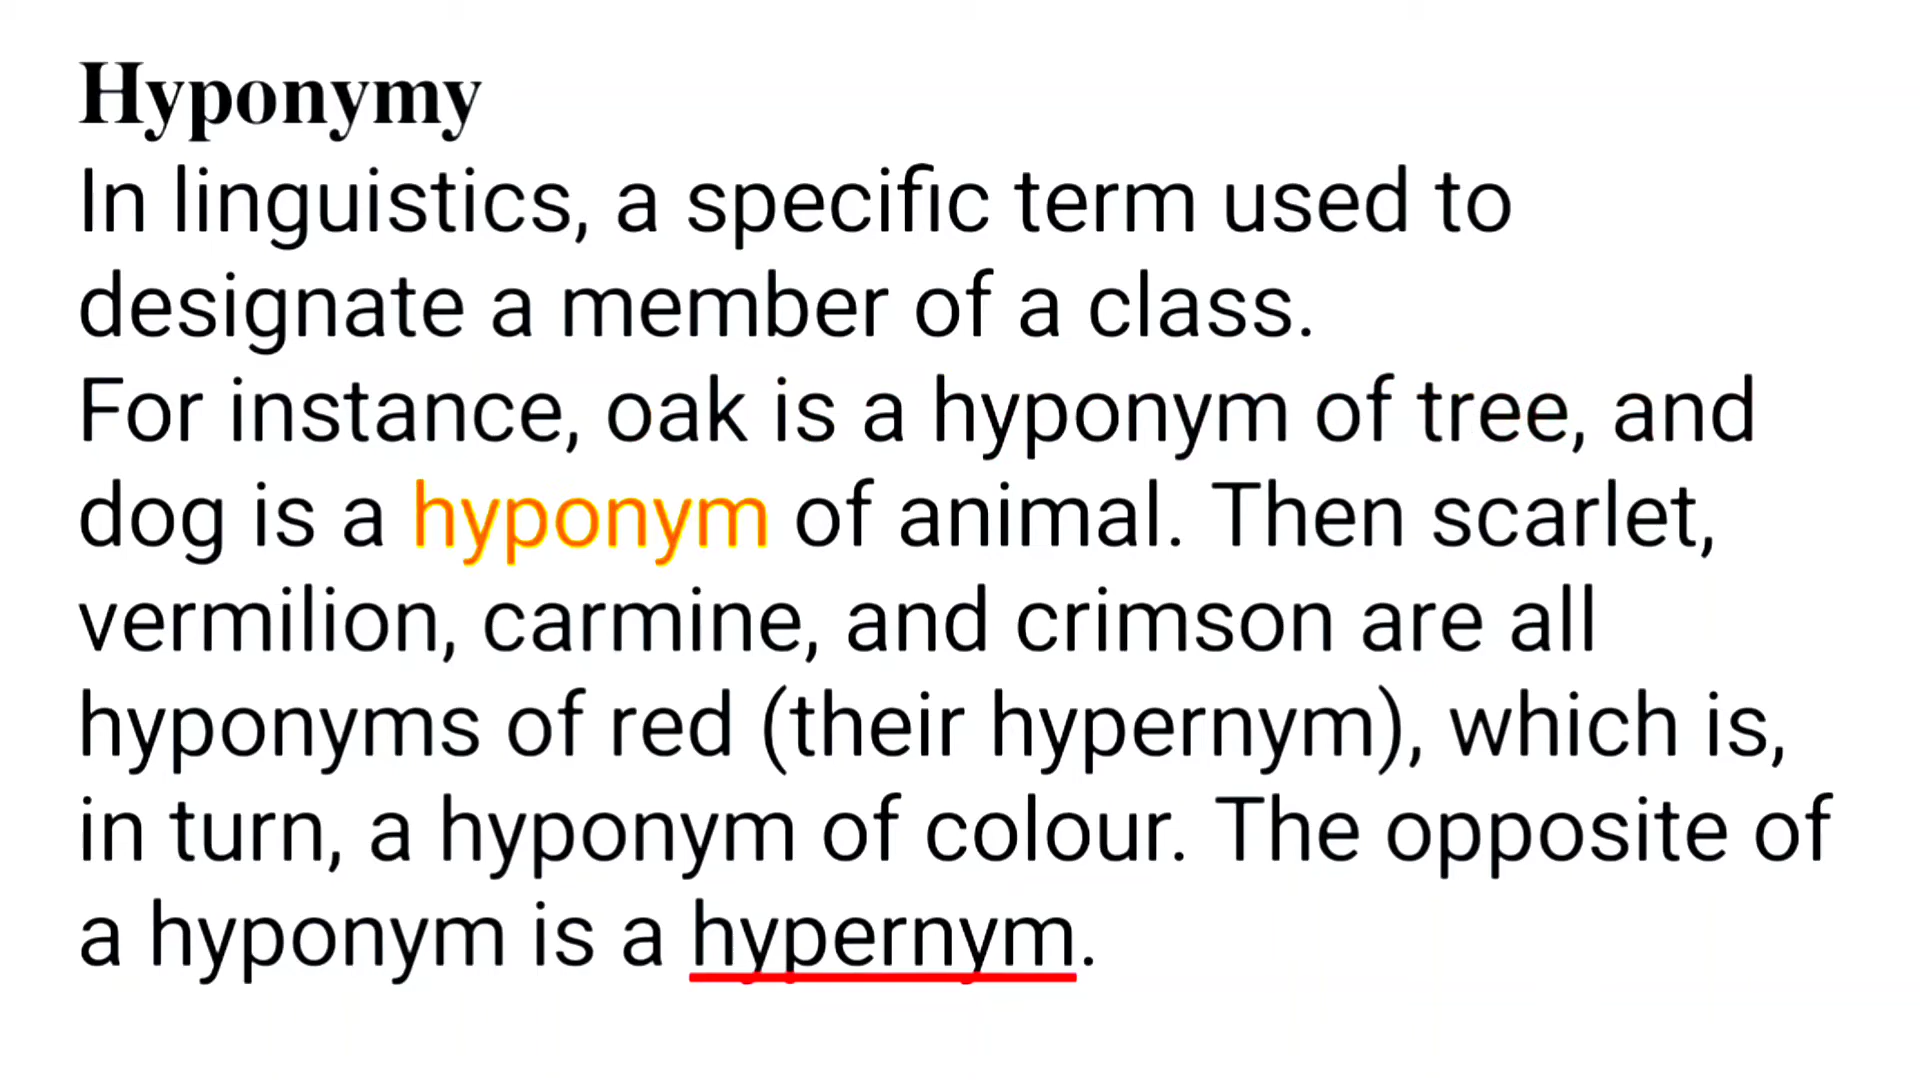 Hyponymy
In linguistics, a specific term used to
designate a member of a class.
For instance, oak is a hyponym of tree, and
dog is a hyponym of animal. Then scarlet,
vermilion, carmine, and crimson are all
hyponyms of red (their hypernym), which is,
in turn, a hyponym of colour. The opposite of
a hyponym is a hypernym.